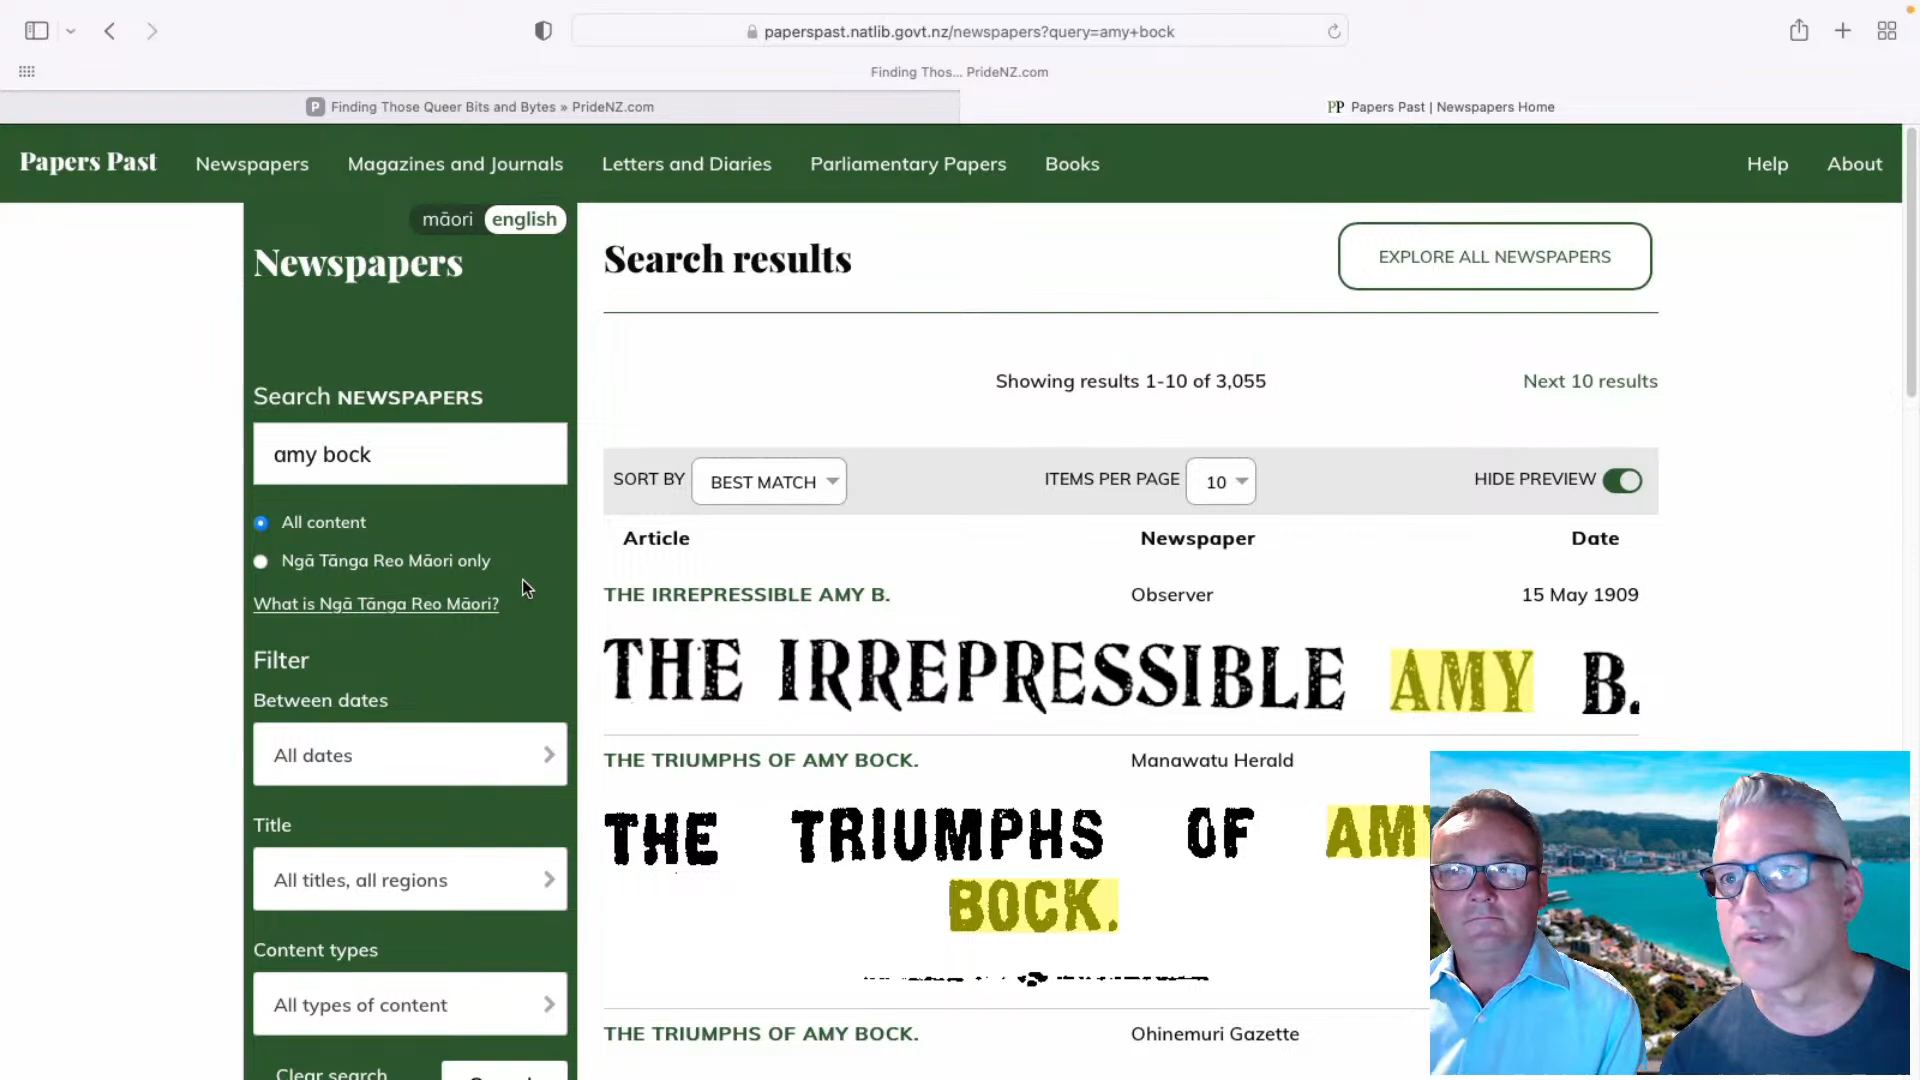 paperspast.natlib.govt.nz/newspapers?query=amy+bock
Finding Thos... PrideNZ.com
P Finding Those Queer Bits and Bytes » PrideNZ.com
PP Papers Past | Newspapers Home
Papers Past Newspapers Magazines and Journals Letters and Diaries Parliamentary Papers Books Help About
māori english
Newspapers
Search NEWSPAPERS
amy bock
All content
Ngā Tānga Reo Māori only
What is Ngā Tānga Reo Māori?
Filter
Between dates
All dates
Title
All titles, all regions
Content types
All types of content
Clear search
Search results
EXPLORE ALL NEWSPAPERS
Showing results 1-10 of 3,055
Next 10 results
SORT BY BEST MATCH ITEMS PER PAGE 10 HIDE PREVIEW
Article Newspaper Date
THE IRREPRESSIBLE AMY B. Observer 15 May 1909
THE IRREPRESSIBLE AMY B.
THE TRIUMPHS OF AMY BOCK. Manawatu Herald
THE TRIUMPHS OF AMY
BOCK.
THE TRIUMPHS OF AMY BOCK. Ohinemuri Gazette